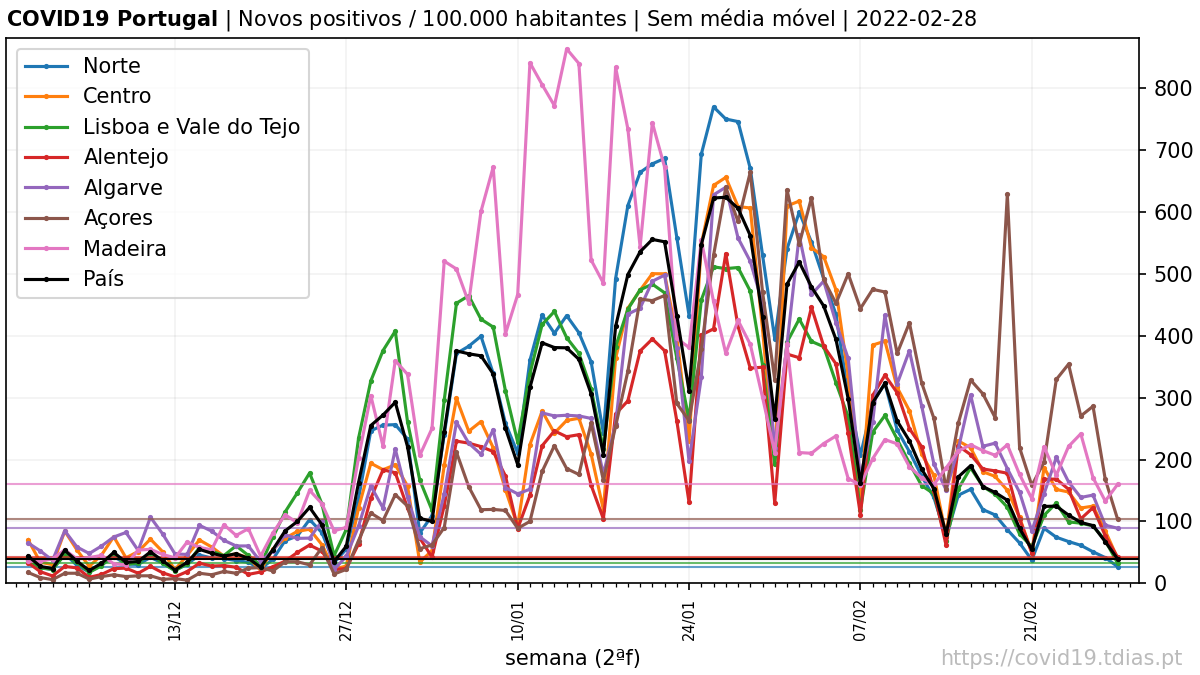 COVID19 Portugal | Novos positivos / 100.000 habitantes | Sem média móvel | 2022-02-28
Norte
Centro
Lisboa e Vale do Tejo
Alentejo
Algarve
Açores
Madeira
País
800
700
600
500
400
300
200
100
0
13/12
27/12
10/01
24/01
07/02
21/02
semana (2ªf)
https://covid19.tdias.pt